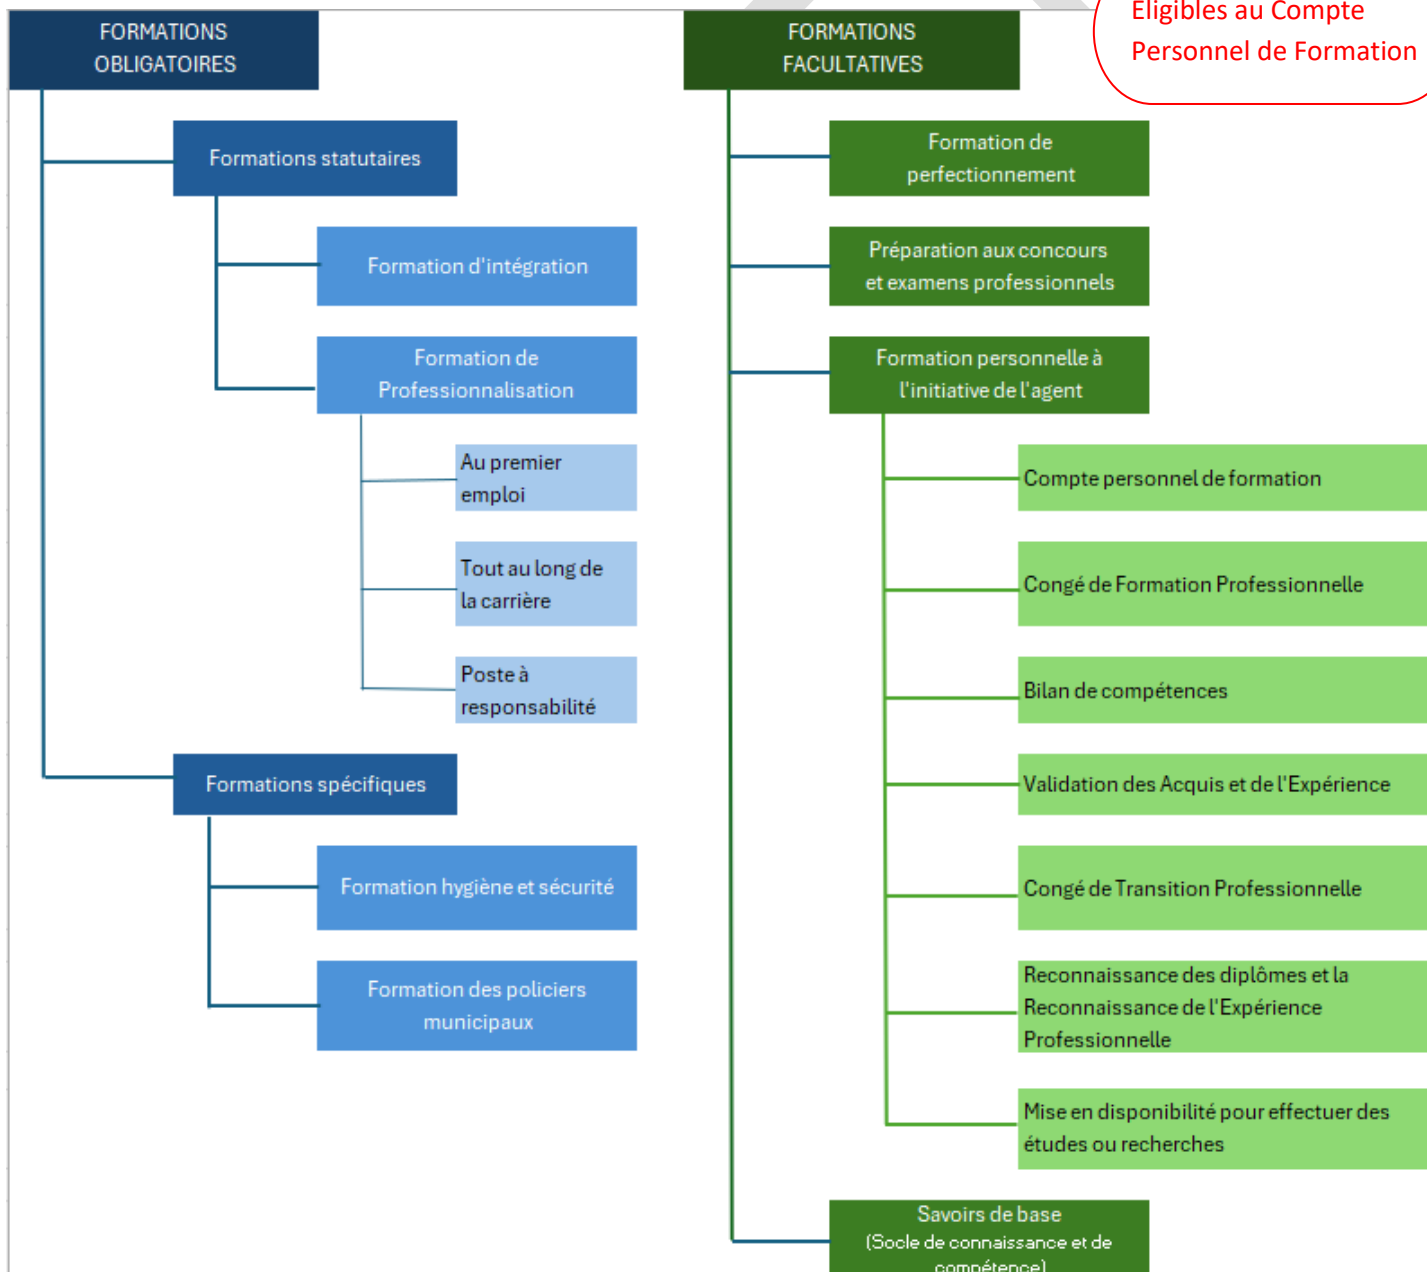 FORMATIONS
OBLIGATOIRES
Formations statutaires
Formation d'intégration
Formation de
Professionnalisation
Au premier
emploi
Tout au long de
la carrière
Poste à
responsabilité
Formations spécifiques
Formation hygiène et sécurité
Formation des policiers
municipaux
FORMATIONS
FACULTATIVES
Eligibles au Compte
Personnel de Formation
Formation de
perfectionnement
Préparation aux concours
et examens professionnels
Formation personnelle à
l'initiative de l'agent
Compte personnel de formation
Congé de Formation Professionnelle
Bilan de compétences
Validation des Acquis et de l'Expérience
Congé de Transition Professionnelle
Reconnaissance des diplômes et la
Reconnaissance de l'Expérience
Professionnelle
Mise en disponibilité pour effectuer des
études ou recherches
Savoirs de base
(Socle de connaissance et de
compétence)